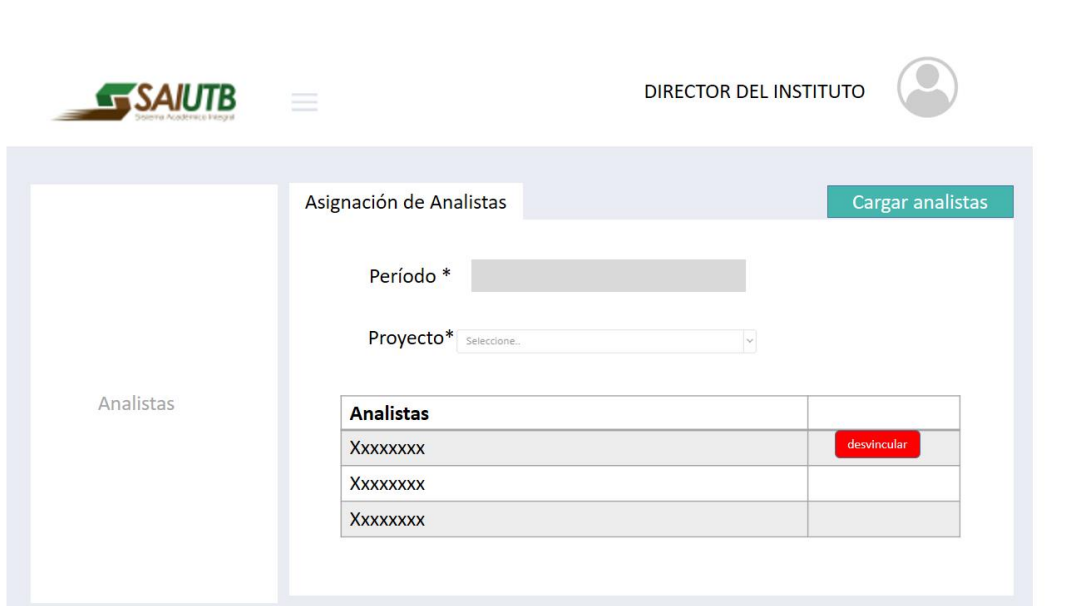 SAIUTB
Sistema Académico Integral
DIRECTOR DEL INSTITUTO
Asignación de Analistas
Cargar analistas
Período *
Proyecto*
Seleccione..
Analistas
Analistas
Xxxxxxxx
desvincular
Xxxxxxxx
Xxxxxxxx